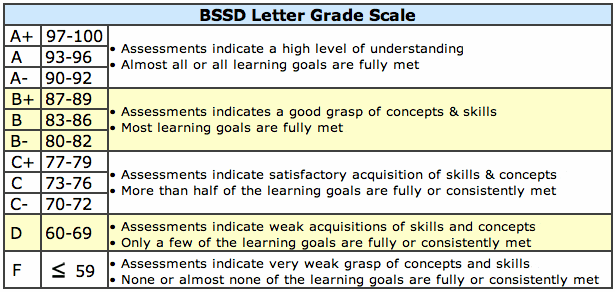 BSSD Letter Grade Scale
A+ 97-100
A 93-96
A- 90-92
• Assessments indicate a high level of understanding
• Almost all or all learning goals are fully met
B+ 87-89
B 83-86
B- 80-82
• Assessments indicates a good grasp of concepts & skills
• Most learning goals are fully met
C+ 77-79
C 73-76
C- 70-72
• Assessments indicate satisfactory acquisition of skills & concepts
• More than half of the learning goals are fully or consistently met
D 60-69
• Assessments indicate weak acquisitions of skills and concepts
• Only a few of the learning goals are fully or consistently met
F ≤ 59
• Assessments indicate very weak grasp of concepts and skills
• None or almost none of the learning goals are fully or consistently met